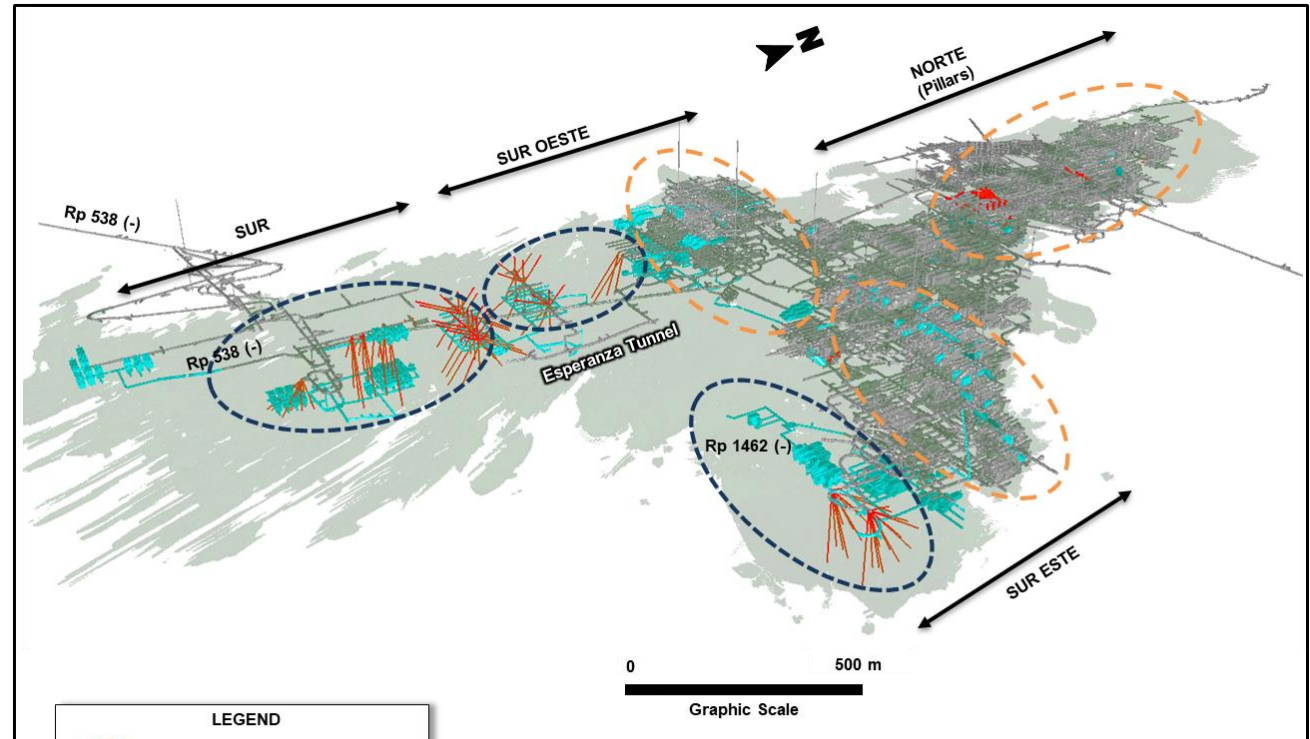 N
NORTE
(Pillars)
SUR OESTE
Rp 538 (-)
SUR
Rp 538 (-)
Esperanza Tunnel
Rp 1462 (-)
SUR ESTE
0 500 m
Graphic Scale
LEGEND